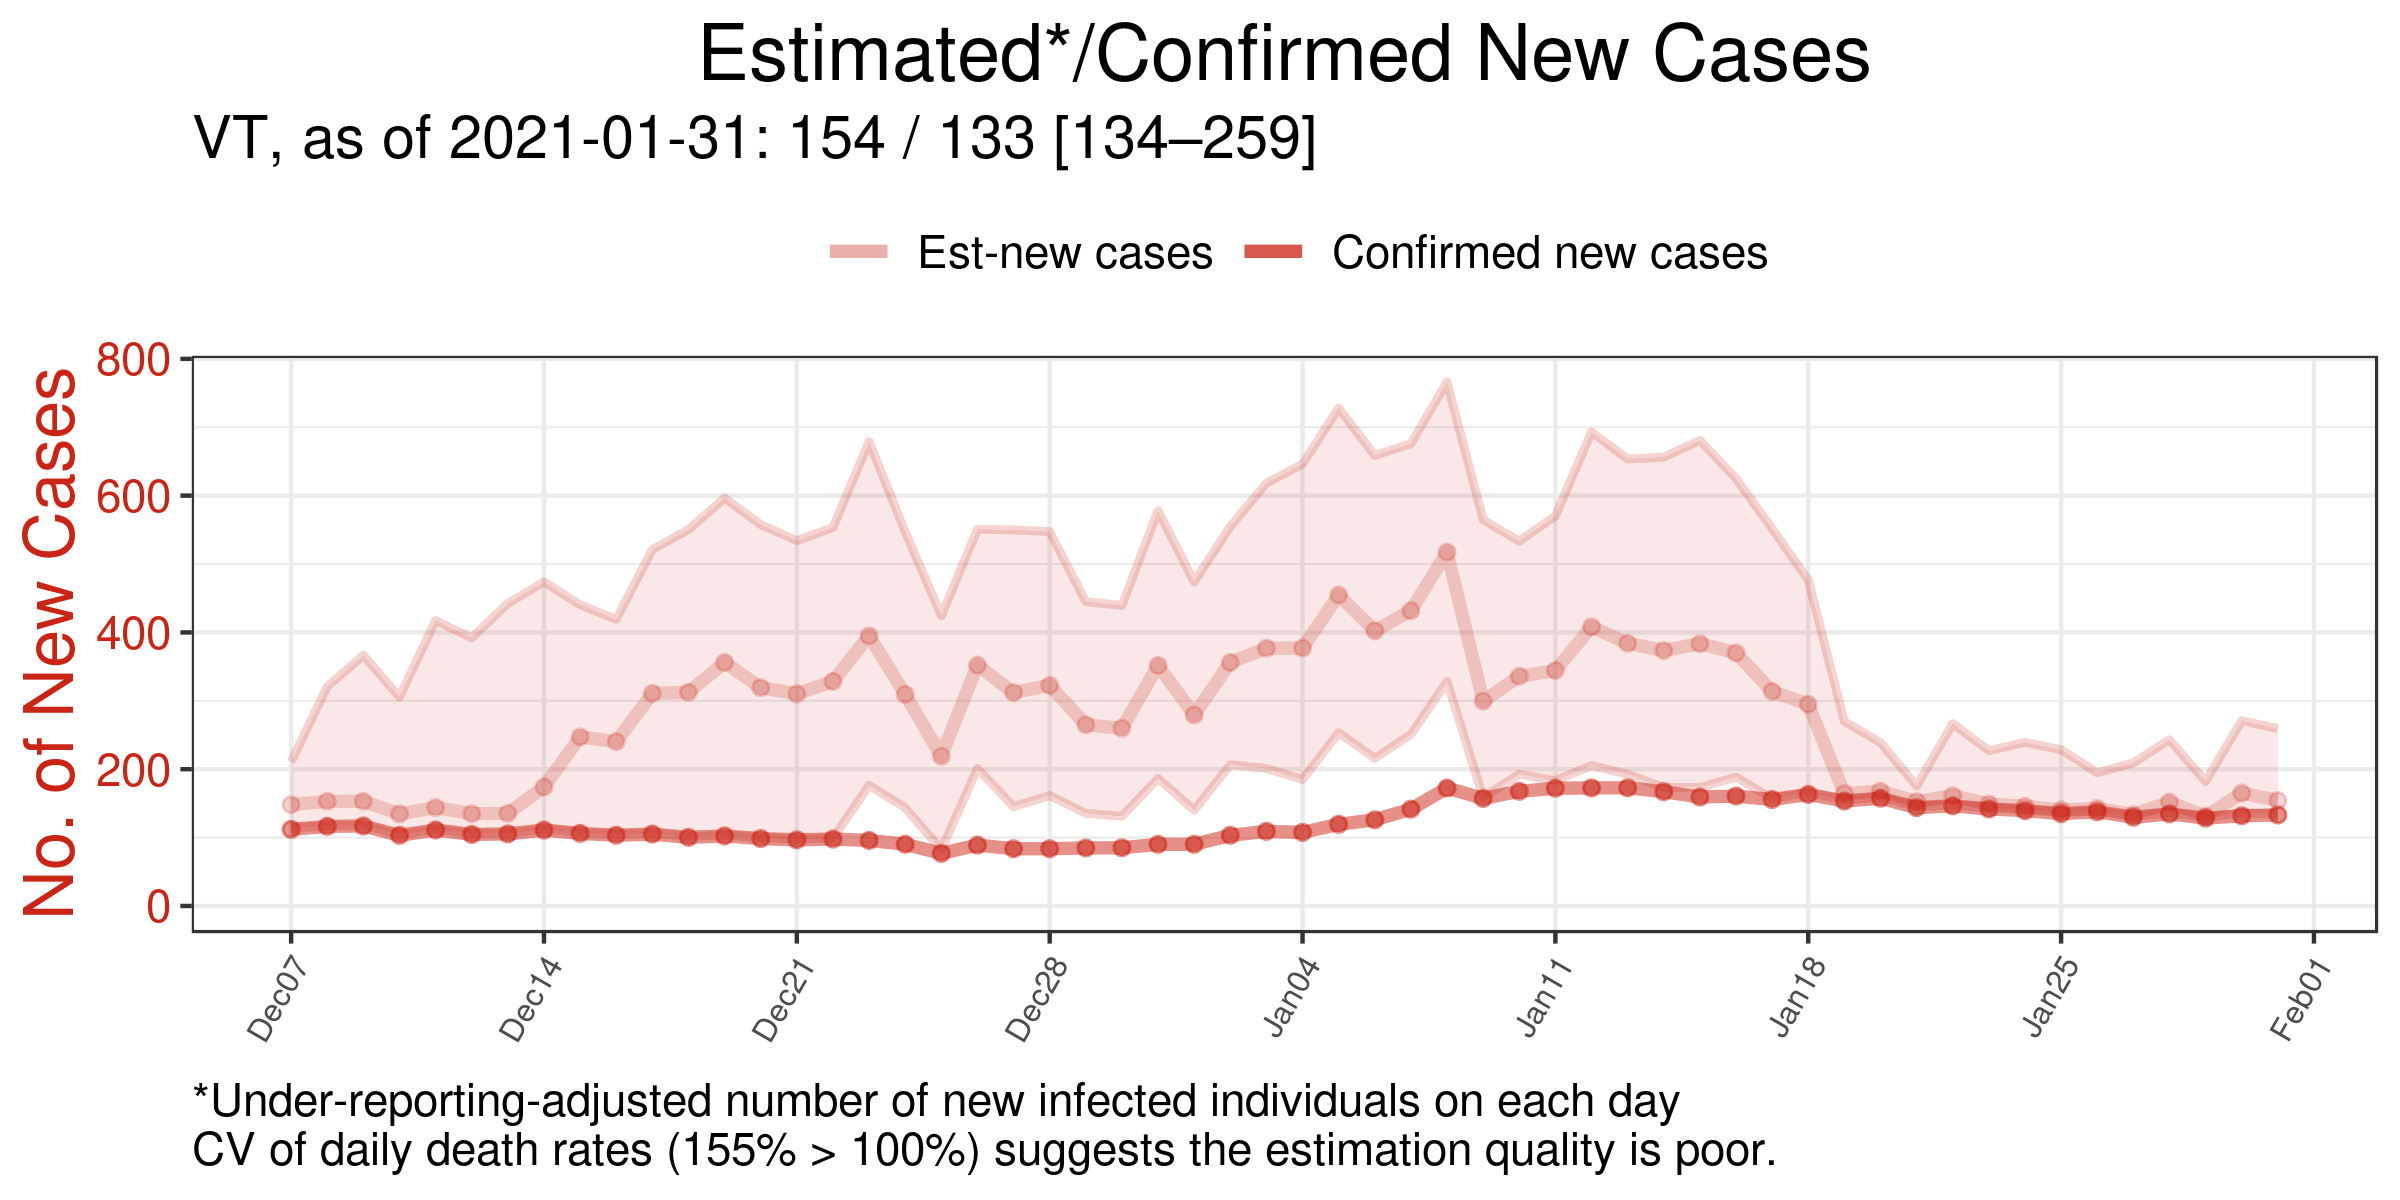 Estimated*/Confirmed New Cases
VT, as of 2021-01-31: 154 / 133 [134–259]
Est-new cases
Confirmed new cases
No. of New Cases
800
600
400
200
0
Dec07
Dec14
Dec21
Dec28
Jan04
Jan11
Jan18
Jan25
Feb01
*Under-reporting-adjusted number of new infected individuals on each day
CV of daily death rates (155% > 100%) suggests the estimation quality is poor.